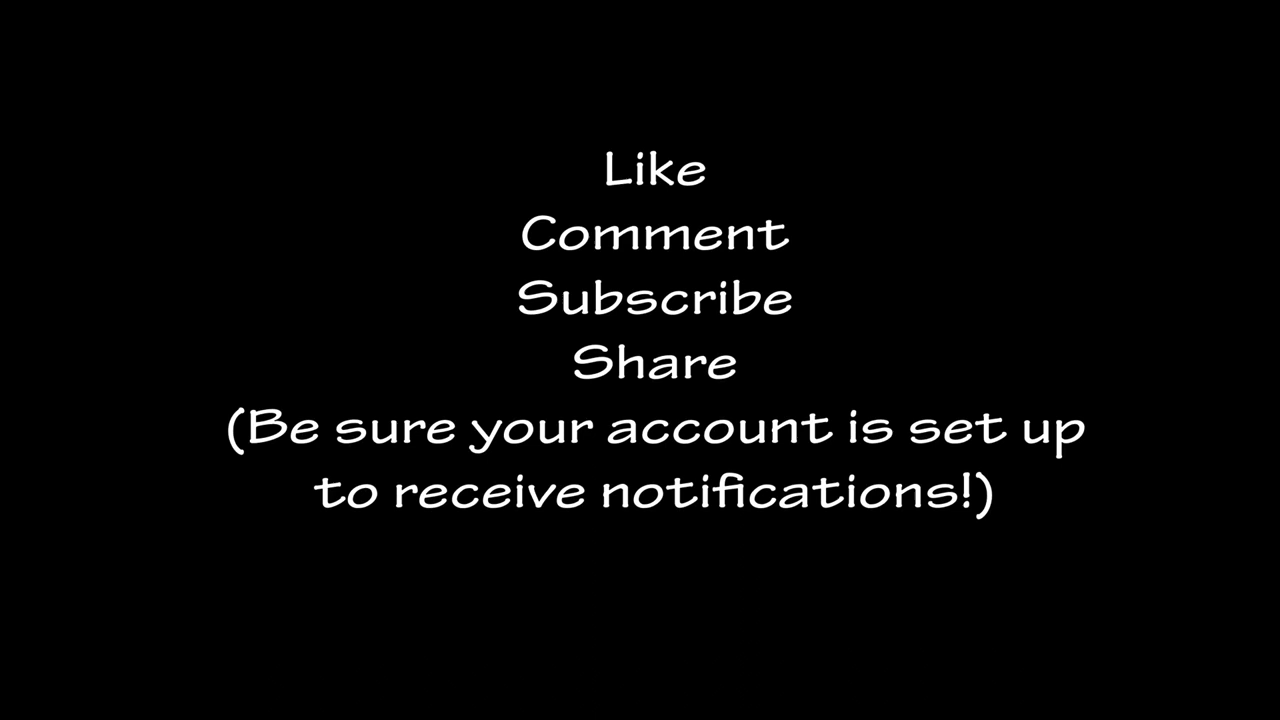 Like
Comment
Subscribe
Share
(Be sure your account is set up
to receive notifications!)